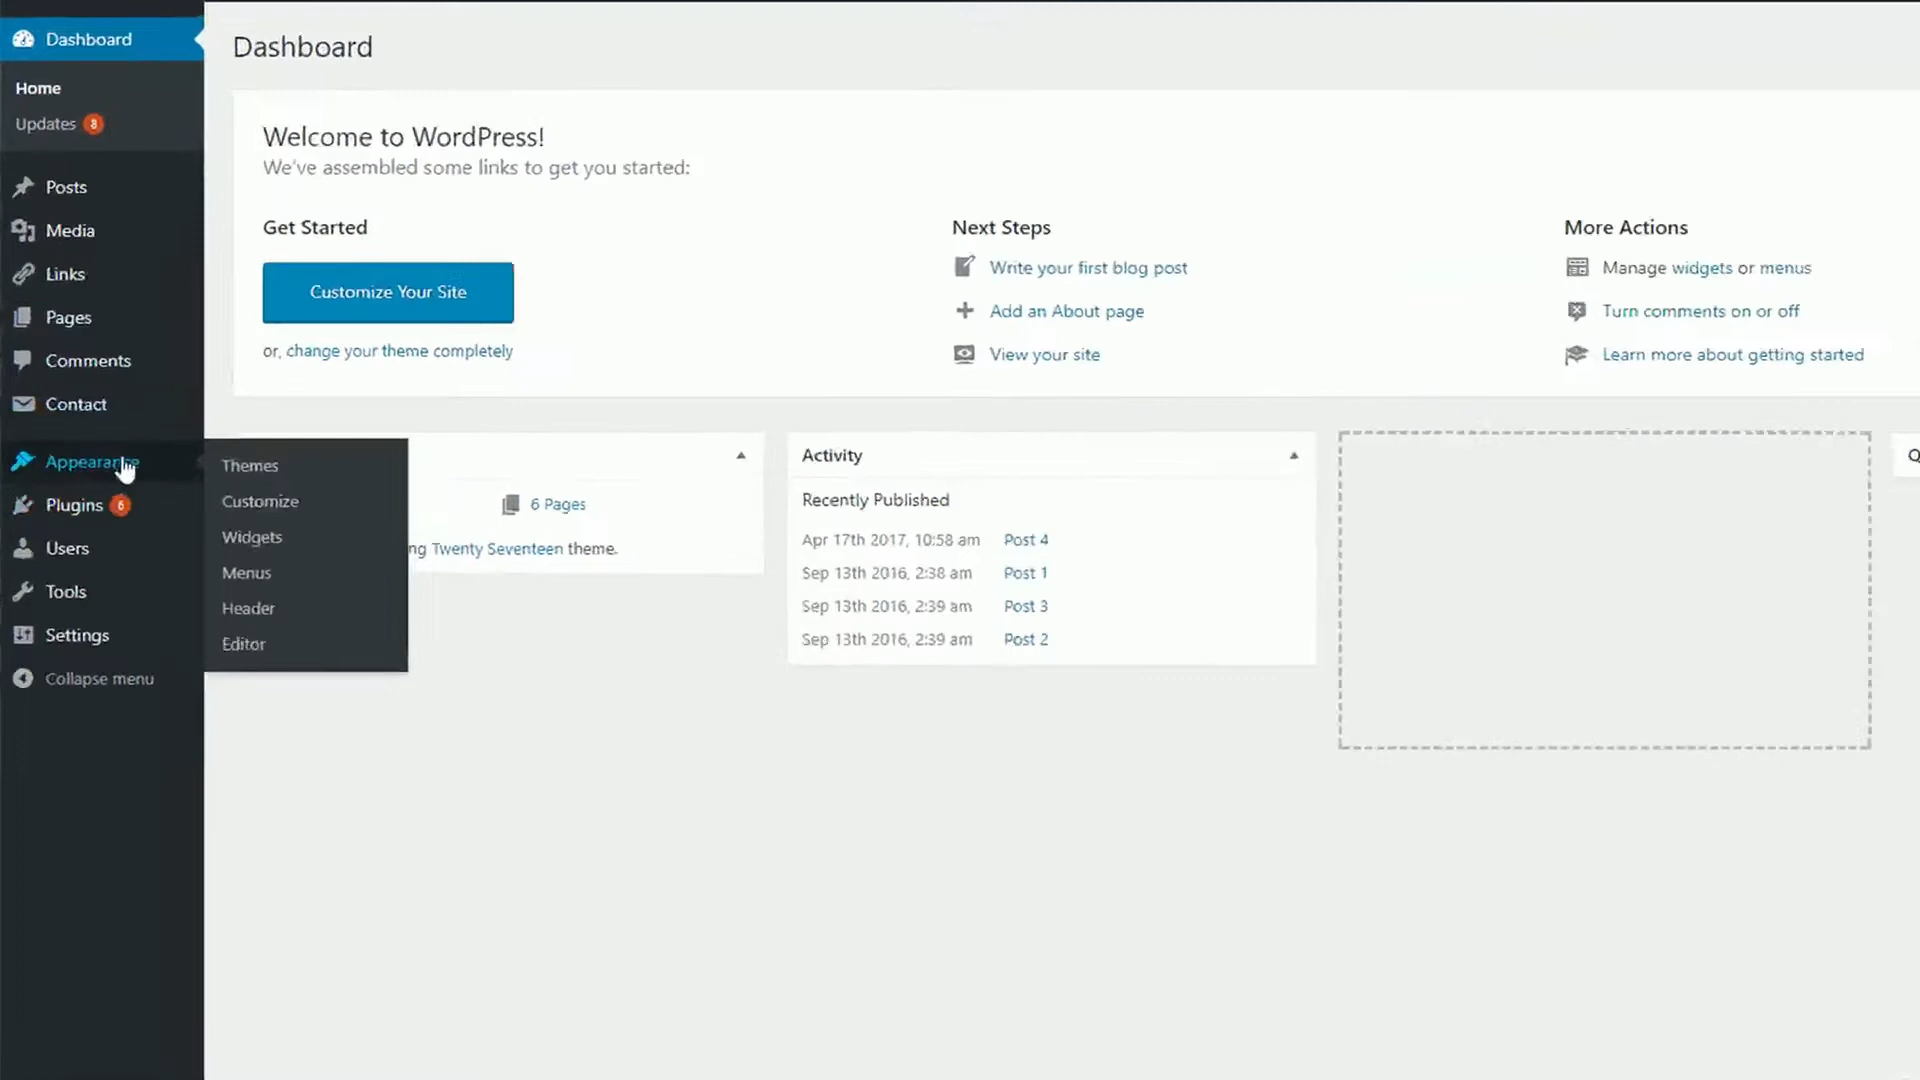 Dashboard
Home
Updates 8
Posts
Media
Links
Pages
Comments
Contact
Appearance
Plugins 6
Users
Tools
Settings
Collapse menu
Themes
Customize
Widgets
Menus
Header
Editor
Dashboard
Welcome to WordPress!
We've assembled some links to get you started:
Get Started
Customize Your Site
or, change your theme completely
Next Steps
Write your first blog post
Add an About page
View your site
More Actions
Manage widgets or menus
Turn comments on or off
Learn more about getting started
6 Pages
ng Twenty Seventeen theme.
Activity
Recently Published
Apr 17th 2017, 10:58 am Post 4
Sep 13th 2016, 2:38 am Post 1
Sep 13th 2016, 2:39 am Post 3
Sep 13th 2016, 2:39 am Post 2
Q